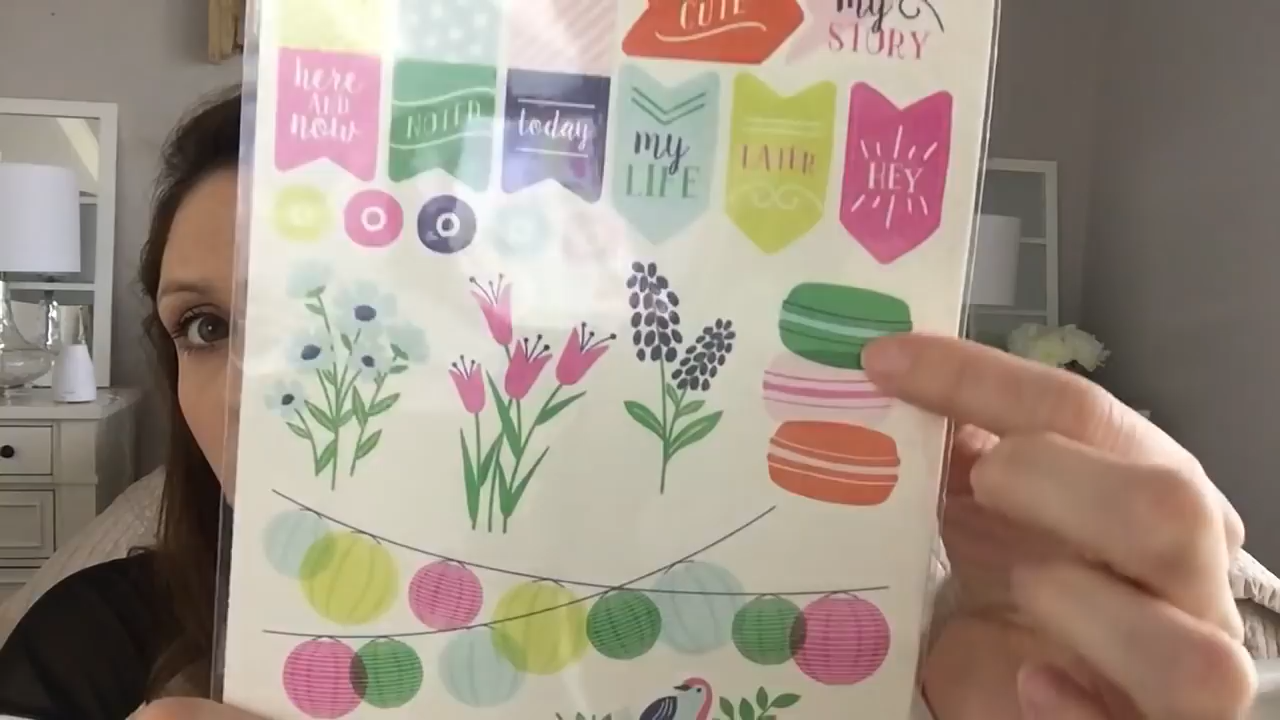 CUTE
my
STORY
here
AND
now
NOTED
today
my
LIFE
LATER
HEY